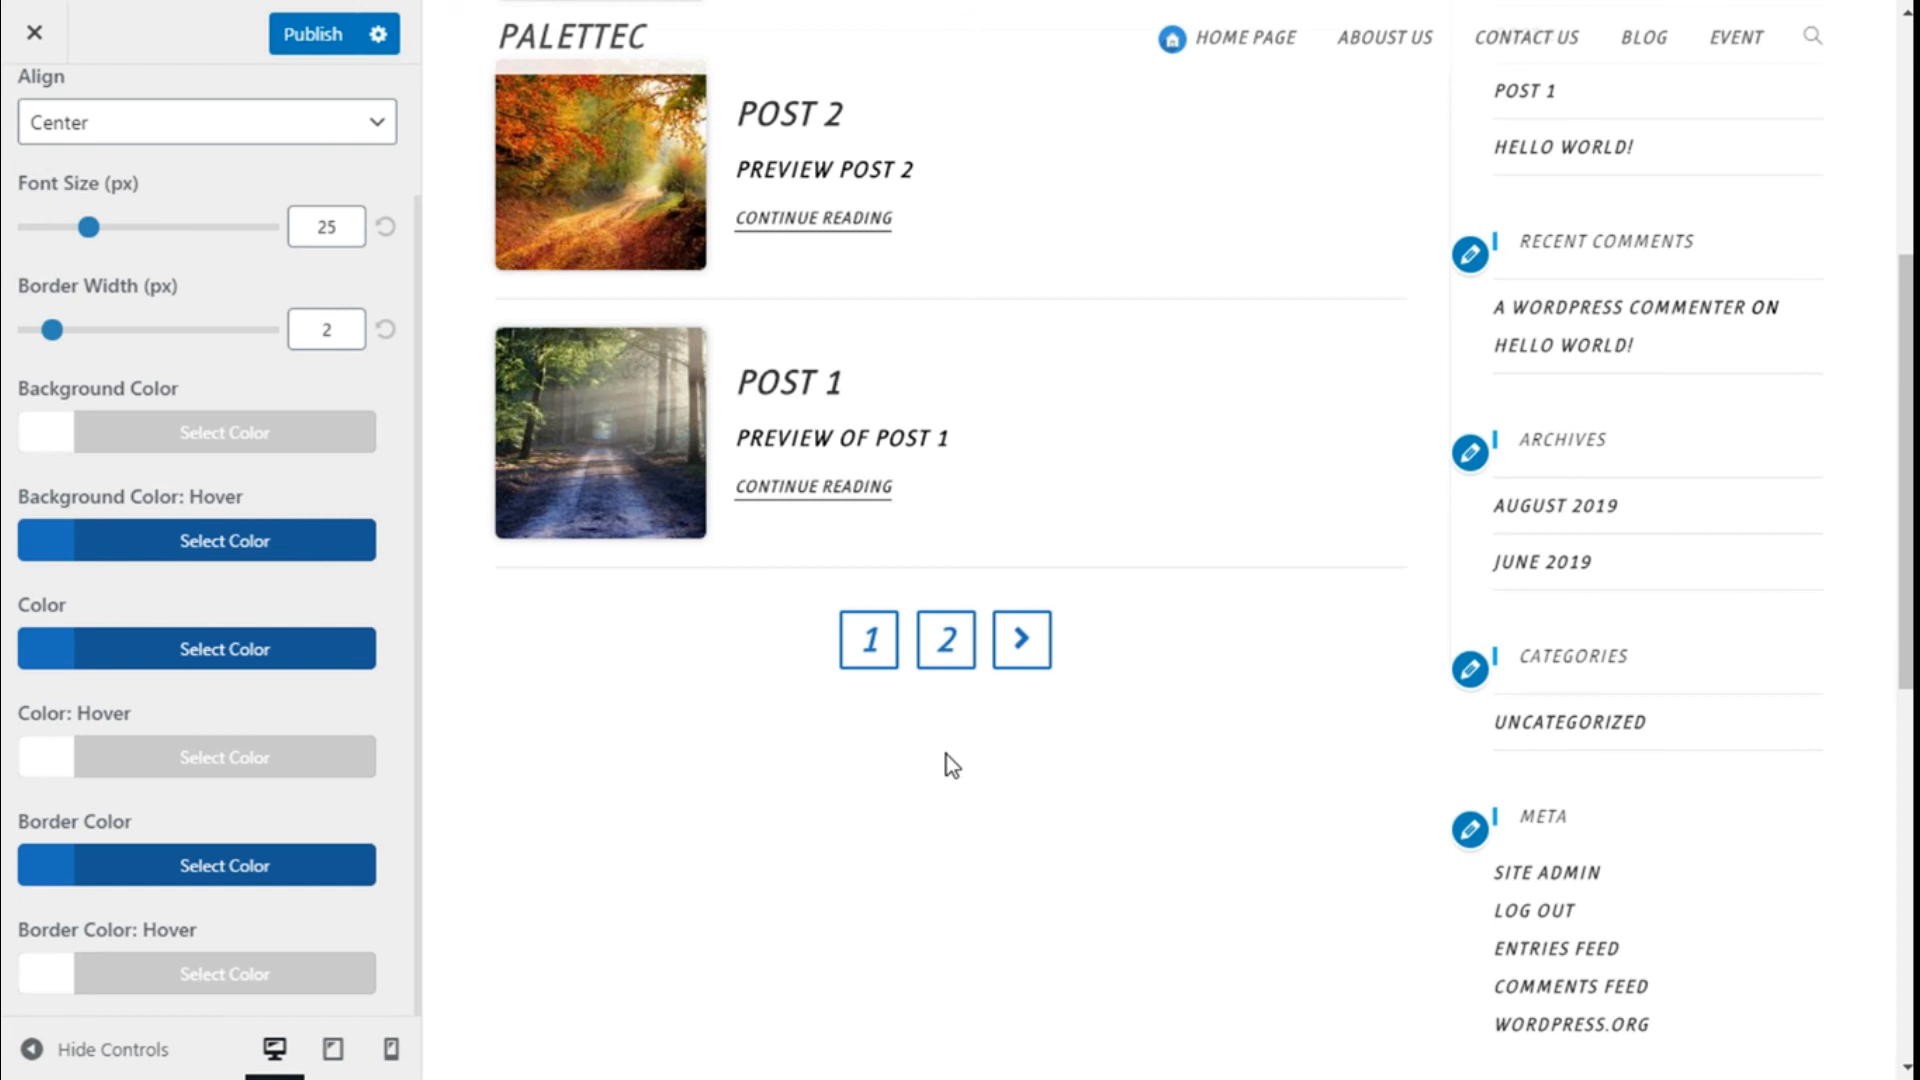 Publish
Align
Center
Font Size (px)
25
Border Width (px)
2
Background Color
Select Color
Background Color: Hover
Select Color
Color
Select Color
Color: Hover
Select Color
Border Color
Select Color
Border Color: Hover
Select Color
Hide Controls
PALETTEC
HOME PAGE
ABOUST US
CONTACT US
BLOG
EVENT
POST 2
PREVIEW POST 2
CONTINUE READING
POST 1
PREVIEW OF POST 1
CONTINUE READING
1
2
POST 1
HELLO WORLD!
RECENT COMMENTS
A WORDPRESS COMMENTER ON
HELLO WORLD!
ARCHIVES
AUGUST 2019
JUNE 2019
CATEGORIES
UNCATEGORIZED
META
SITE ADMIN
LOG OUT
ENTRIES FEED
COMMENTS FEED
WORDPRESS.ORG